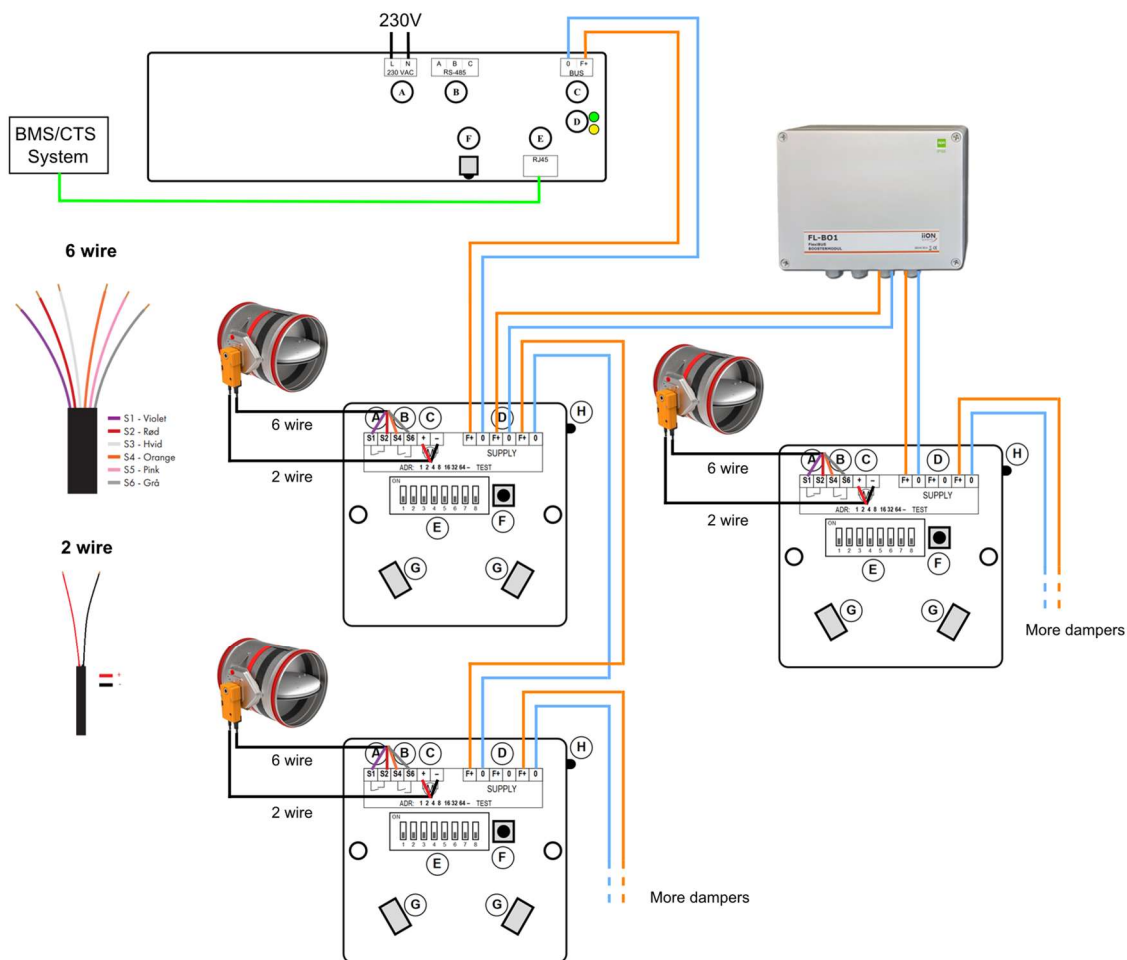 230V
L N
230 VAC
A B C
RS-485
0 F+
BUS
A
B
C
D
F
E
RJ45
BMS/CTS
System
FL-BO1
FlexiBUS
BOOSTERMODUL
iiON
6 wire
S1 - Violet
S2 - Rød
S3 - Hvid
S4 - Orange
S5 - Pink
S6 - Grå
2 wire
+
-
6 wire
2 wire
A B C D H
S1 S2 S4 S6 + − F+ 0 F+ 0 F+ 0
SUPPLY
ADR: 1 2 4 8 16 32 64 – TEST
ON
1 2 3 4 5 6 7 8
E F
G G
6 wire
2 wire
A B C D H
S1 S2 S4 S6 + − F+ 0 F+ 0 F+ 0
SUPPLY
ADR: 1 2 4 8 16 32 64 – TEST
ON
1 2 3 4 5 6 7 8
E F
G G
More dampers
6 wire
2 wire
A B C D H
S1 S2 S4 S6 + − F+ 0 F+ 0 F+ 0
SUPPLY
ADR: 1 2 4 8 16 32 64 – TEST
ON
1 2 3 4 5 6 7 8
E F
G G
More dampers